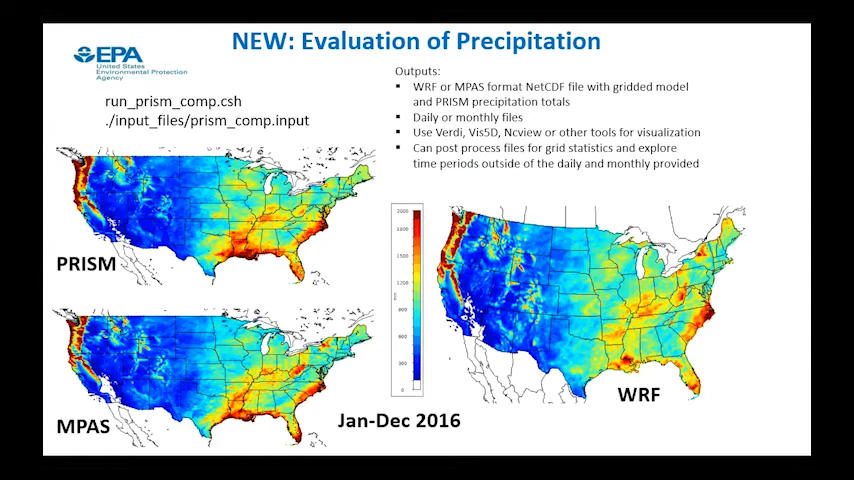 NEW: Evaluation of Precipitation
EPA
United States
Environmental Protection
Agency
run_prism_comp.csh
./input_files/prism_comp.input
Outputs:
▪ WRF or MPAS format NetCDF file with gridded model
and PRISM precipitation totals
▪ Daily or monthly files
▪ Use Verdi, Vis5D, Ncview or other tools for visualization
▪ Can post process files for grid statistics and explore
time periods outside of the daily and monthly provided
PRISM
2000
1800
1200
900
600
300
0
WRF
MPAS
Jan-Dec 2016